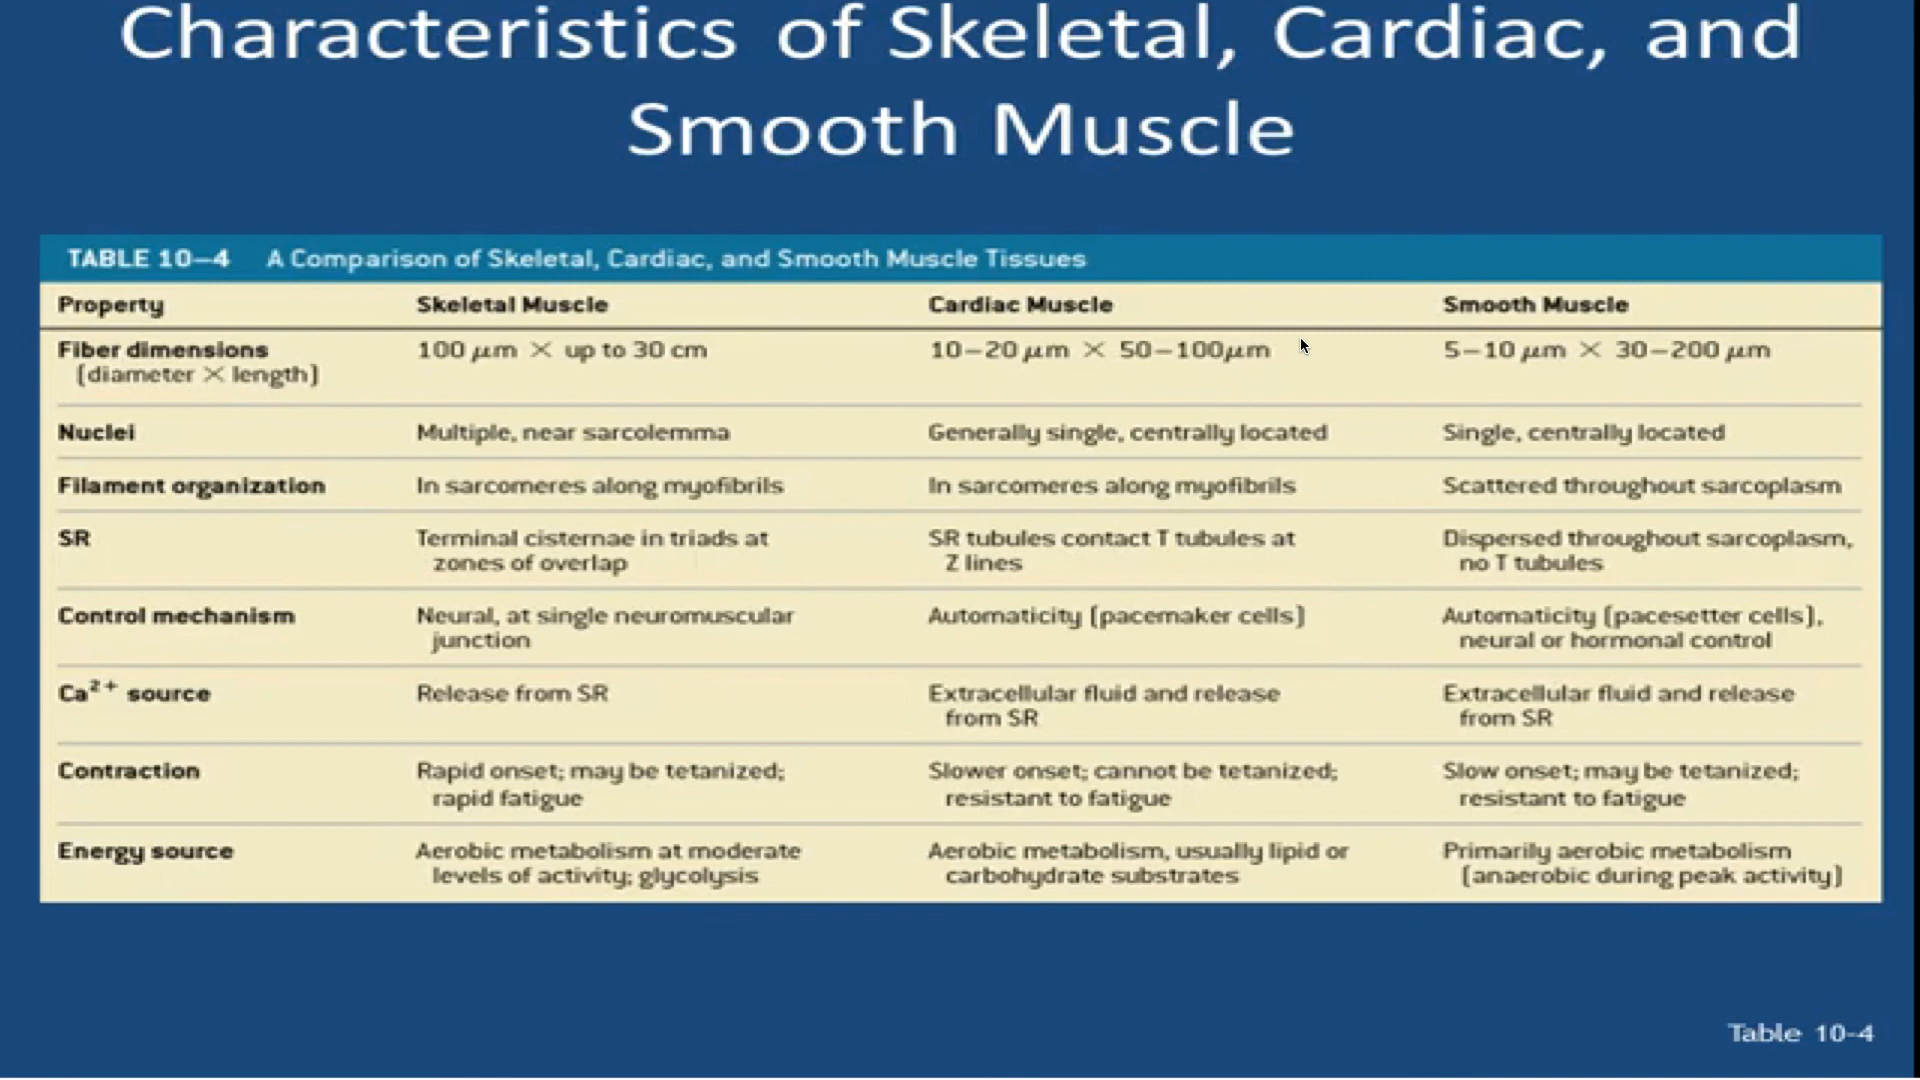 Characteristics of Skeletal, Cardiac, and
Smooth Muscle
TABLE 10–4 A Comparison of Skeletal, Cardiac, and Smooth Muscle Tissues
Property Skeletal Muscle Cardiac Muscle Smooth Muscle
Fiber dimensions 100 μm × up to 30 cm 10–20 μm × 50–100μm 5–10 μm × 30–200 μm
(diameter × length)
Nuclei Multiple, near sarcolemma Generally single, centrally located Single, centrally located
Filament organization In sarcomeres along myofibrils In sarcomeres along myofibrils Scattered throughout sarcoplasm
SR Terminal cisternae in triads at SR tubules contact T tubules at Dispersed throughout sarcoplasm,
zones of overlap Z lines no T tubules
Control mechanism Neural, at single neuromuscular Automaticity (pacemaker cells) Automaticity (pacesetter cells),
junction neural or hormonal control
Ca²⁺ source Release from SR Extracellular fluid and release Extracellular fluid and release
from SR from SR
Contraction Rapid onset; may be tetanized; Slower onset; cannot be tetanized; Slow onset; may be tetanized;
rapid fatigue resistant to fatigue resistant to fatigue
Energy source Aerobic metabolism at moderate Aerobic metabolism, usually lipid or Primarily aerobic metabolism
levels of activity; glycolysis carbohydrate substrates (anaerobic during peak activity)
Table 10-4